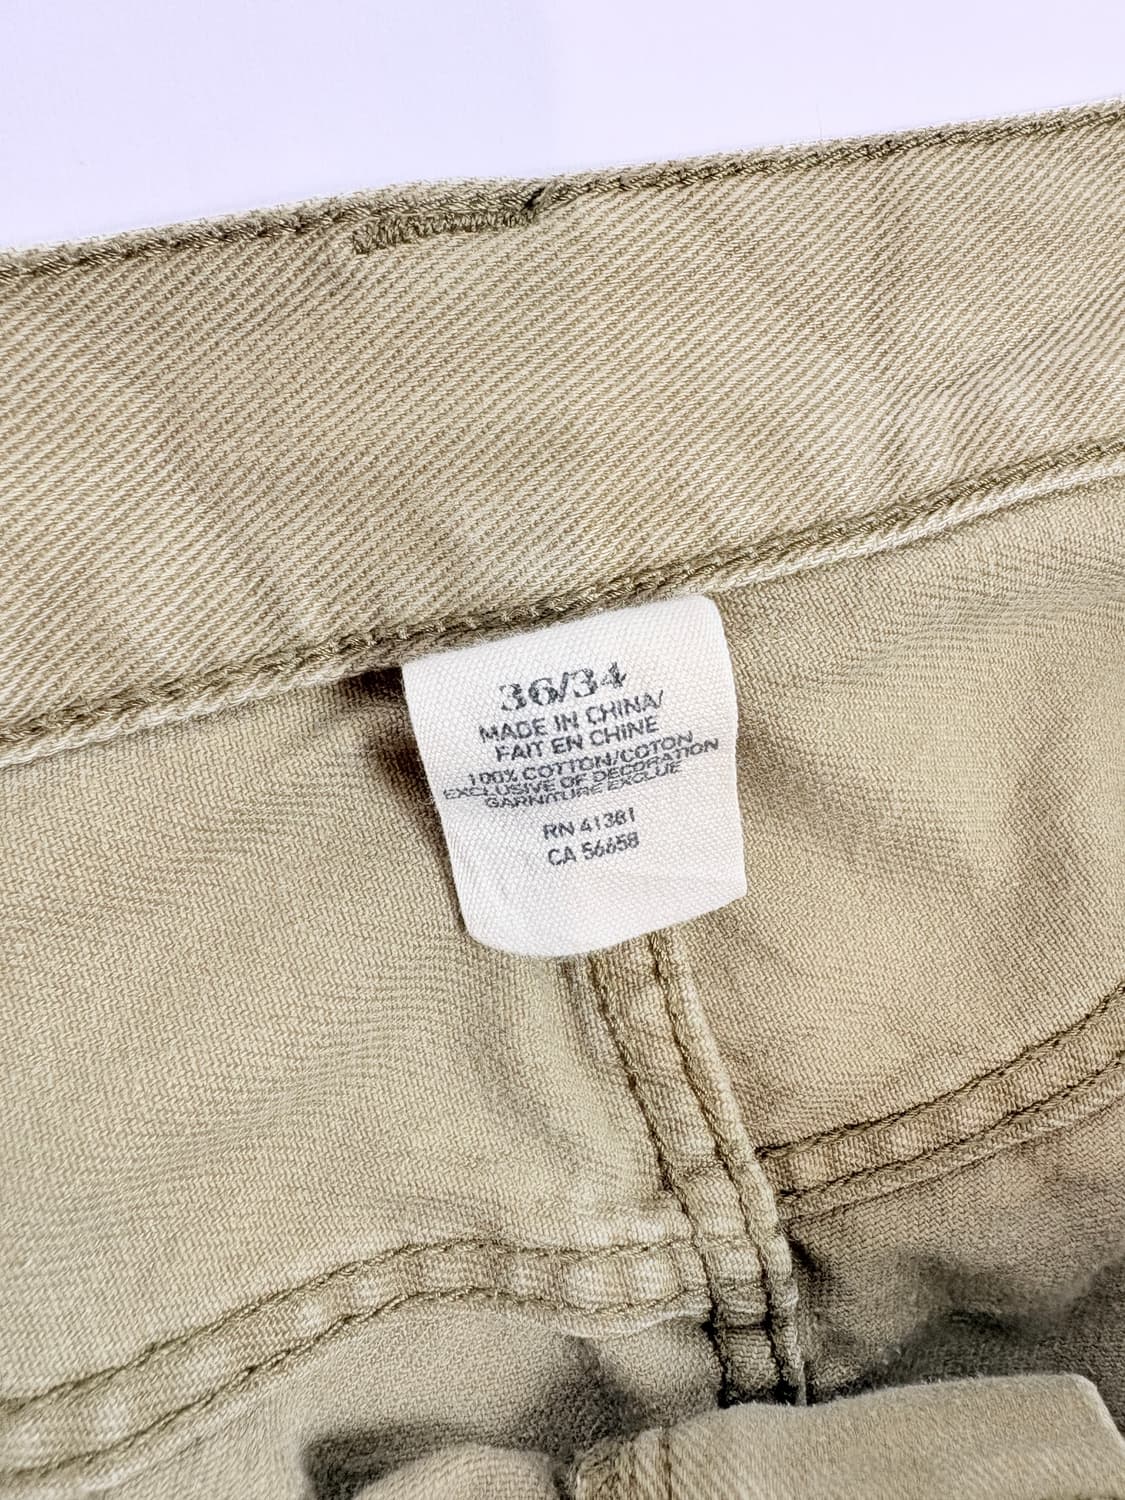 36/34
MADE IN CHINA/
FAIT EN CHINE
100% COTTON/COTON
EXCLUSIVE OF DECORATION
GARNITURE EXCLUE
RN 41381
CA 56658